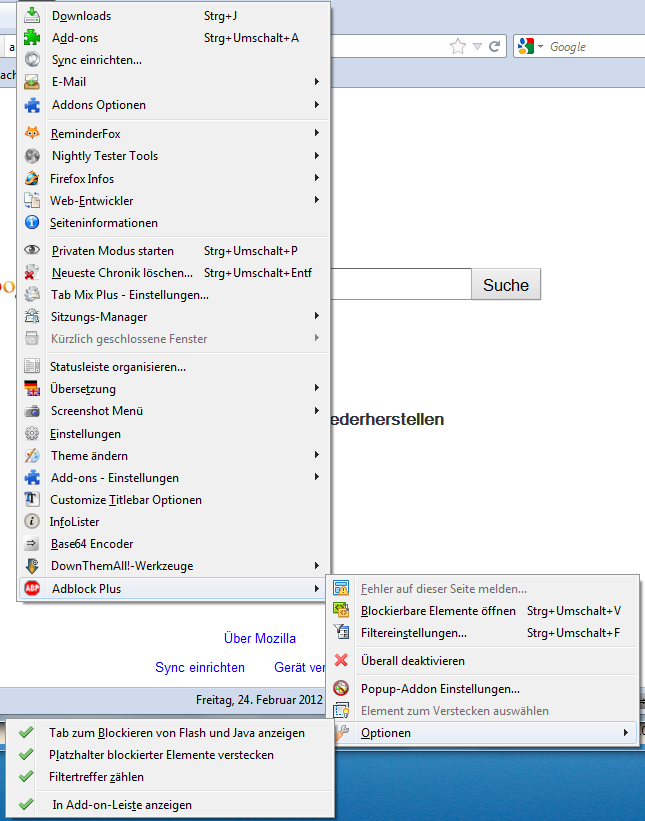 Downloads Strg+J
Add-ons Strg+Umschalt+A
Sync einrichten...
E-Mail
Addons Optionen
ReminderFox
Nightly Tester Tools
Firefox Infos
Web-Entwickler
Seiteninformationen
Privaten Modus starten Strg+Umschalt+P
Neueste Chronik löschen... Strg+Umschalt+Entf
Tab Mix Plus - Einstellungen...
Sitzungs-Manager
Kürzlich geschlossene Fenster
Statusleiste organisieren...
Übersetzung
Screenshot Menü
Einstellungen
Theme ändern
Add-ons - Einstellungen
Customize Titlebar Optionen
InfoLister
Base64 Encoder
DownThemAll!-Werkzeuge
ABP Adblock Plus
Google
Suche
ederherstellen
Fehler auf dieser Seite melden...
Blockierbare Elemente öffnen Strg+Umschalt+V
Filtereinstellungen... Strg+Umschalt+F
Überall deaktivieren
Popup-Addon Einstellungen...
Element zum Verstecken auswählen
Optionen
Über Mozilla
Sync einrichten Gerät ver
Freitag, 24. Februar 2012
Tab zum Blockieren von Flash und Java anzeigen
Platzhalter blockierter Elemente verstecken
Filtertreffer zählen
In Add-on-Leiste anzeigen